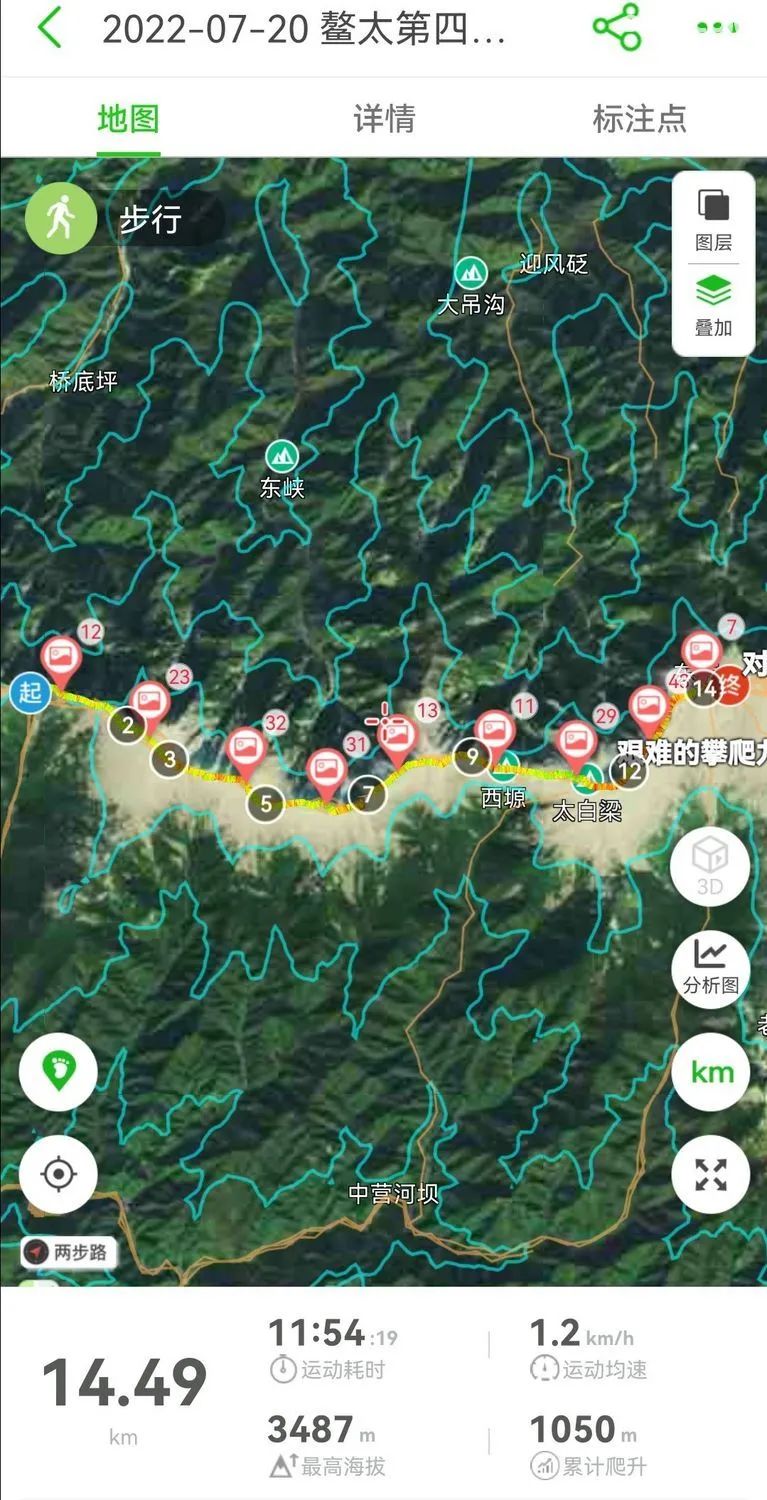 2022-07-20 鳌太第四...
地图 详情 标注点
步行
图层
叠加
迎风砭
大吊沟
桥底坪
东峡
12
7
起
23
43
14
终
对
2
32
13
11
29
3
31
9
艰难的攀爬
12
5
7
西塬
太白梁
3D
分析图
km
中营河坝
两步路
14.49
km
11:54:19
运动耗时
1.2 km/h
运动均速
3487 m
最高海拔
1050 m
累计爬升